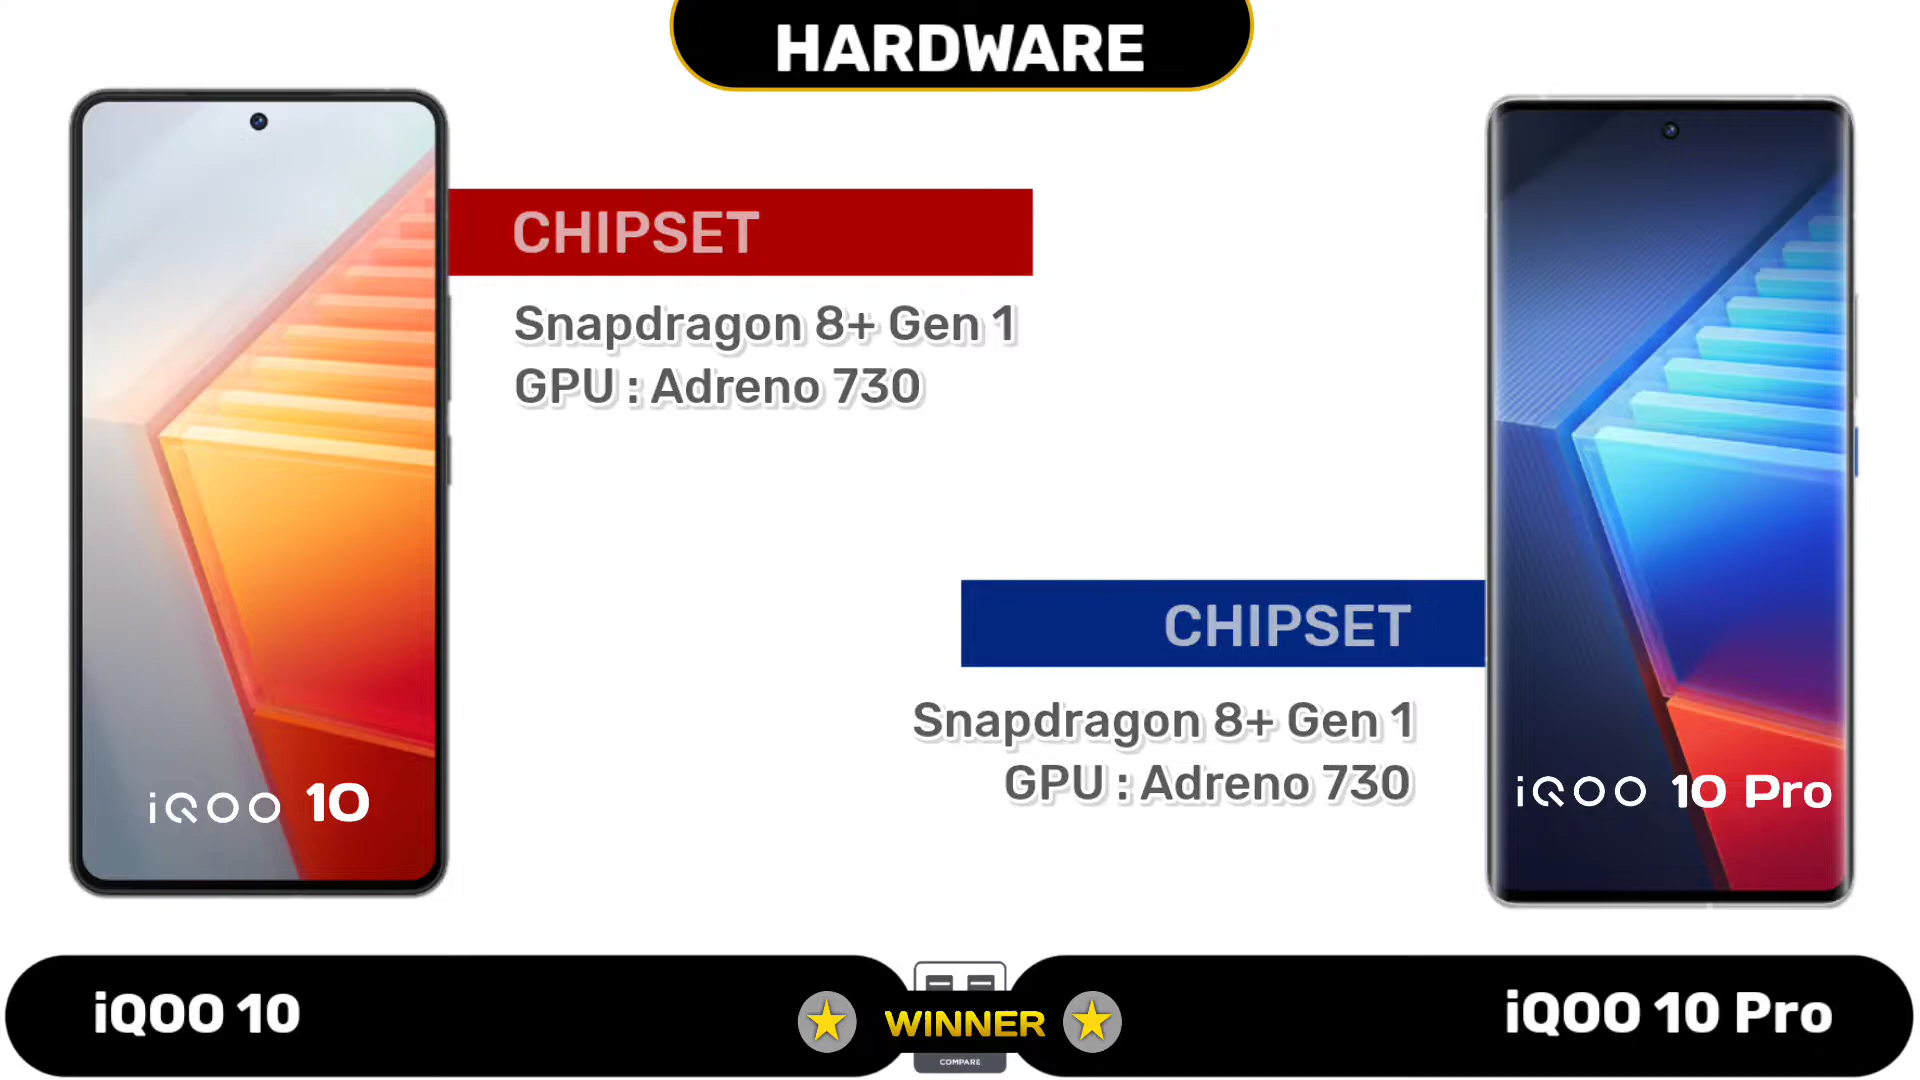 HARDWARE
CHIPSET
Snapdragon 8+ Gen 1
GPU : Adreno 730
CHIPSET
Snapdragon 8+ Gen 1
GPU : Adreno 730
iQOO 10
iQOO 10 Pro
iQOO 10
WINNER
COMPARE
iQOO 10 Pro